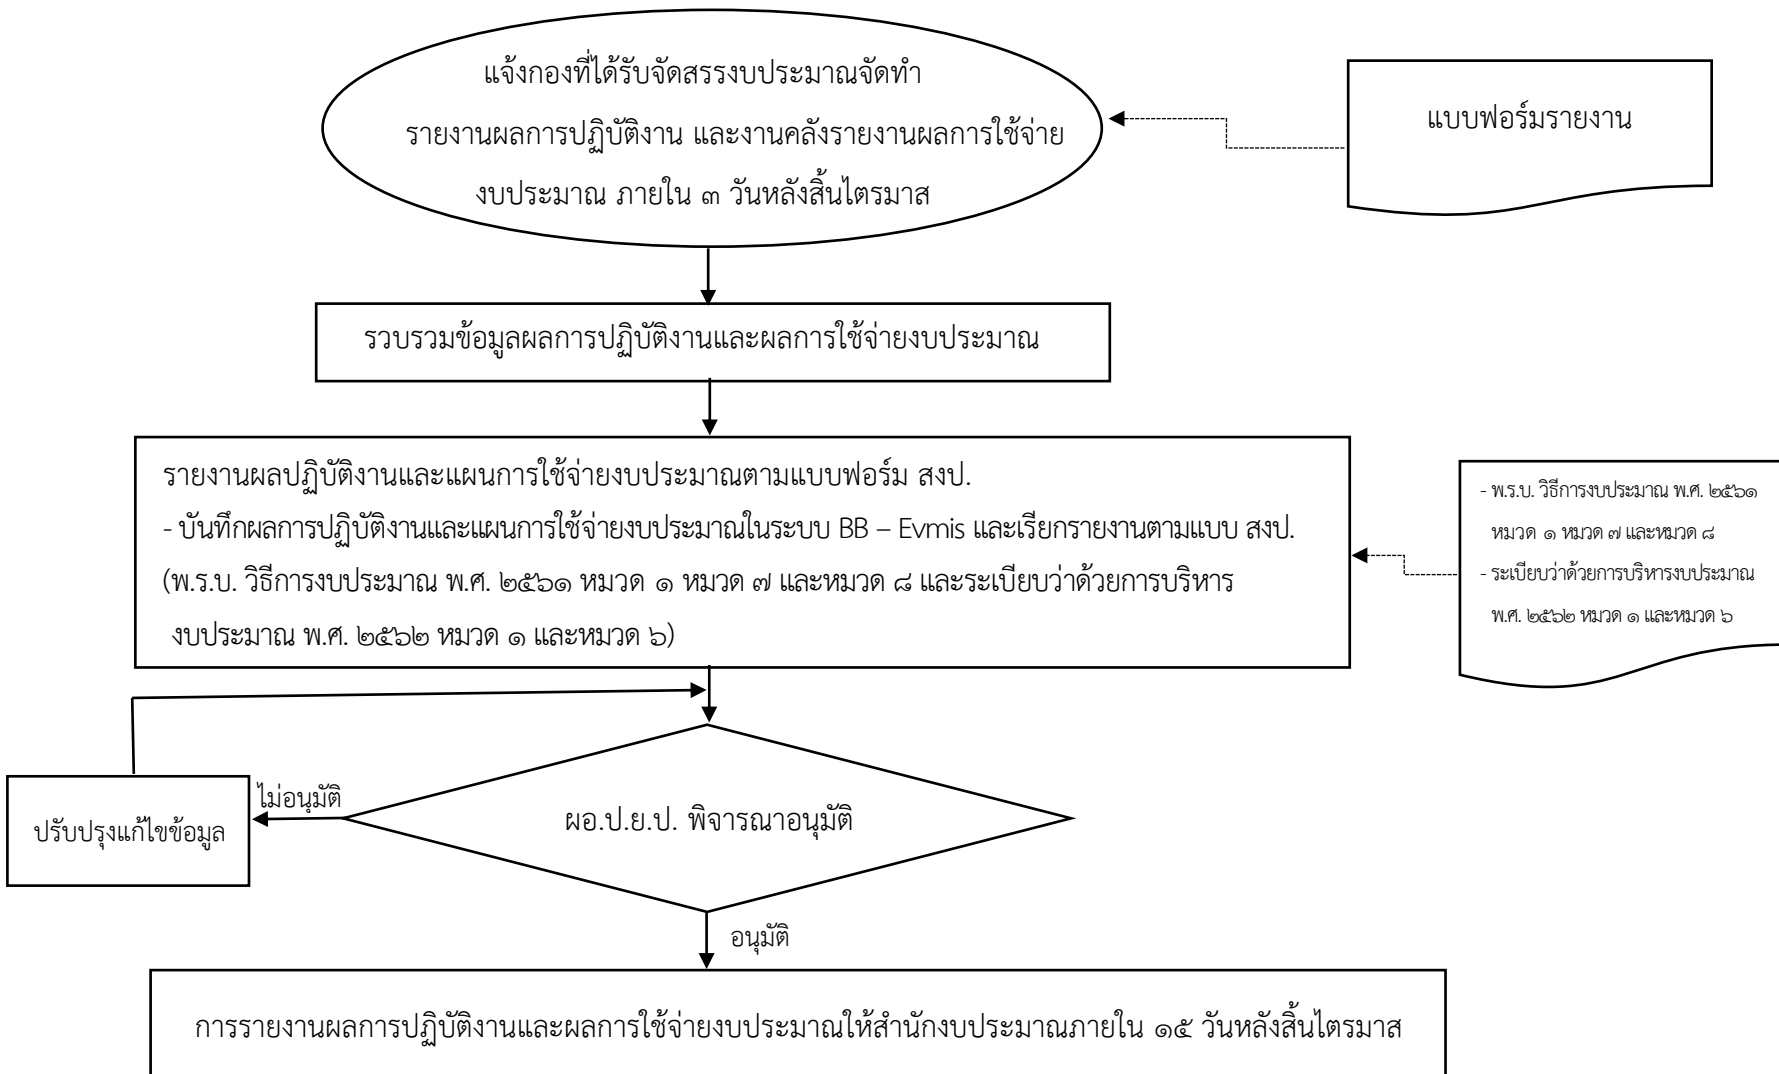 แจ้งกองที่ได้รับจัดสรรงบประมาณจัดทำ
รายงานผลการปฏิบัติงาน และงานคลังรายงานผลการใช้จ่าย
งบประมาณ ภายใน ๓ วันหลังสิ้นไตรมาส
แบบฟอร์มรายงาน
รวบรวมข้อมูลผลการปฏิบัติงานและผลการใช้จ่ายงบประมาณ
รายงานผลปฏิบัติงานและแผนการใช้จ่ายงบประมาณตามแบบฟอร์ม สงป.
- บันทึกผลการปฏิบัติงานและแผนการใช้จ่ายงบประมาณในระบบ BB – Evmis และเรียกรายงานตามแบบ สงป.
(พ.ร.บ. วิธีการงบประมาณ พ.ศ. ๒๕๖๑ หมวด ๑ หมวด ๗ และหมวด ๘ และระเบียบว่าด้วยการบริหาร
งบประมาณ พ.ศ. ๒๕๖๒ หมวด ๑ และหมวด ๖)
- พ.ร.บ. วิธีการงบประมาณ พ.ศ. ๒๕๖๑
หมวด ๑ หมวด ๗ และหมวด ๘
- ระเบียบว่าด้วยการบริหารงบประมาณ
พ.ศ. ๒๕๖๒ หมวด ๑ และหมวด ๖
ไม่อนุมัติ
ปรับปรุงแก้ไขข้อมูล
ผอ.ป.ย.ป. พิจารณาอนุมัติ
อนุมัติ
การรายงานผลการปฏิบัติงานและผลการใช้จ่ายงบประมาณให้สำนักงบประมาณภายใน ๑๕ วันหลังสิ้นไตรมาส